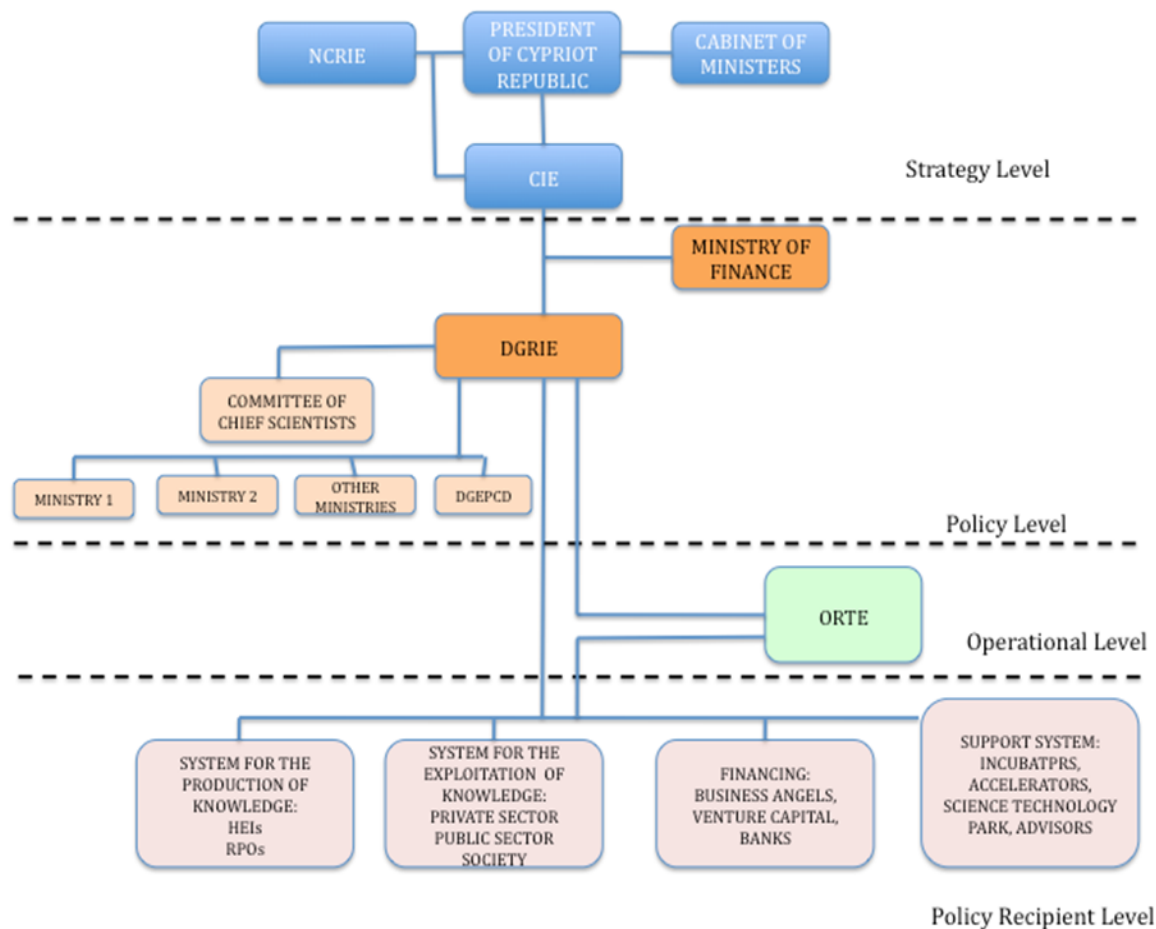 NCRIE
PRESIDENT
OF CYPRIOT
REPUBLIC
CABINET OF
MINISTERS
CIE
Strategy Level
MINISTRY OF
FINANCE
DGRIE
COMMITTEE OF
CHIEF SCIENTISTS
MINISTRY 1
MINISTRY 2
OTHER
MINISTRIES
DGEPCD
Policy Level
ORTE
Operational Level
SYSTEM FOR THE
PRODUCTION OF
KNOWLEDGE:
HEIs
RPOs
SYSTEM FOR THE
EXPLOITATION OF
KNOWLEDGE:
PRIVATE SECTOR
PUBLIC SECTOR
SOCIETY
FINANCING:
BUSINESS ANGELS,
VENTURE CAPITAL,
BANKS
SUPPORT SYSTEM:
INCUBATPRS,
ACCELERATORS,
SCIENCE TECHNOLOGY
PARK, ADVISORS
Policy Recipient Level